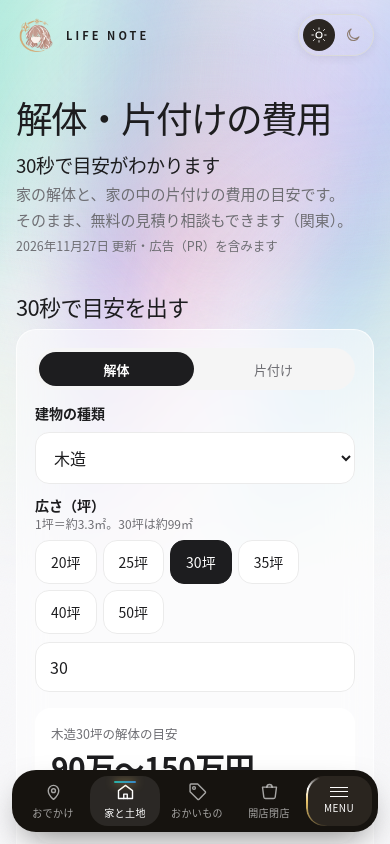 LIFE NOTE
解体・片付けの費用
30秒で目安がわかります
家の解体と、家の中の片付けの費用の目安です。
そのまま、無料の見積り相談もできます（関東）。
2026年11月27日 更新・広告（PR）を含みます
30秒で目安を出す
解体 片付け
建物の種類
木造
広さ（坪）
1坪＝約3.3㎡。30坪は約99㎡
20坪 25坪 30坪 35坪
40坪 50坪
30
木造30坪の解体の目安
90万〜150万円
おでかけ 家と土地 おかいもの 開店閉店 MENU